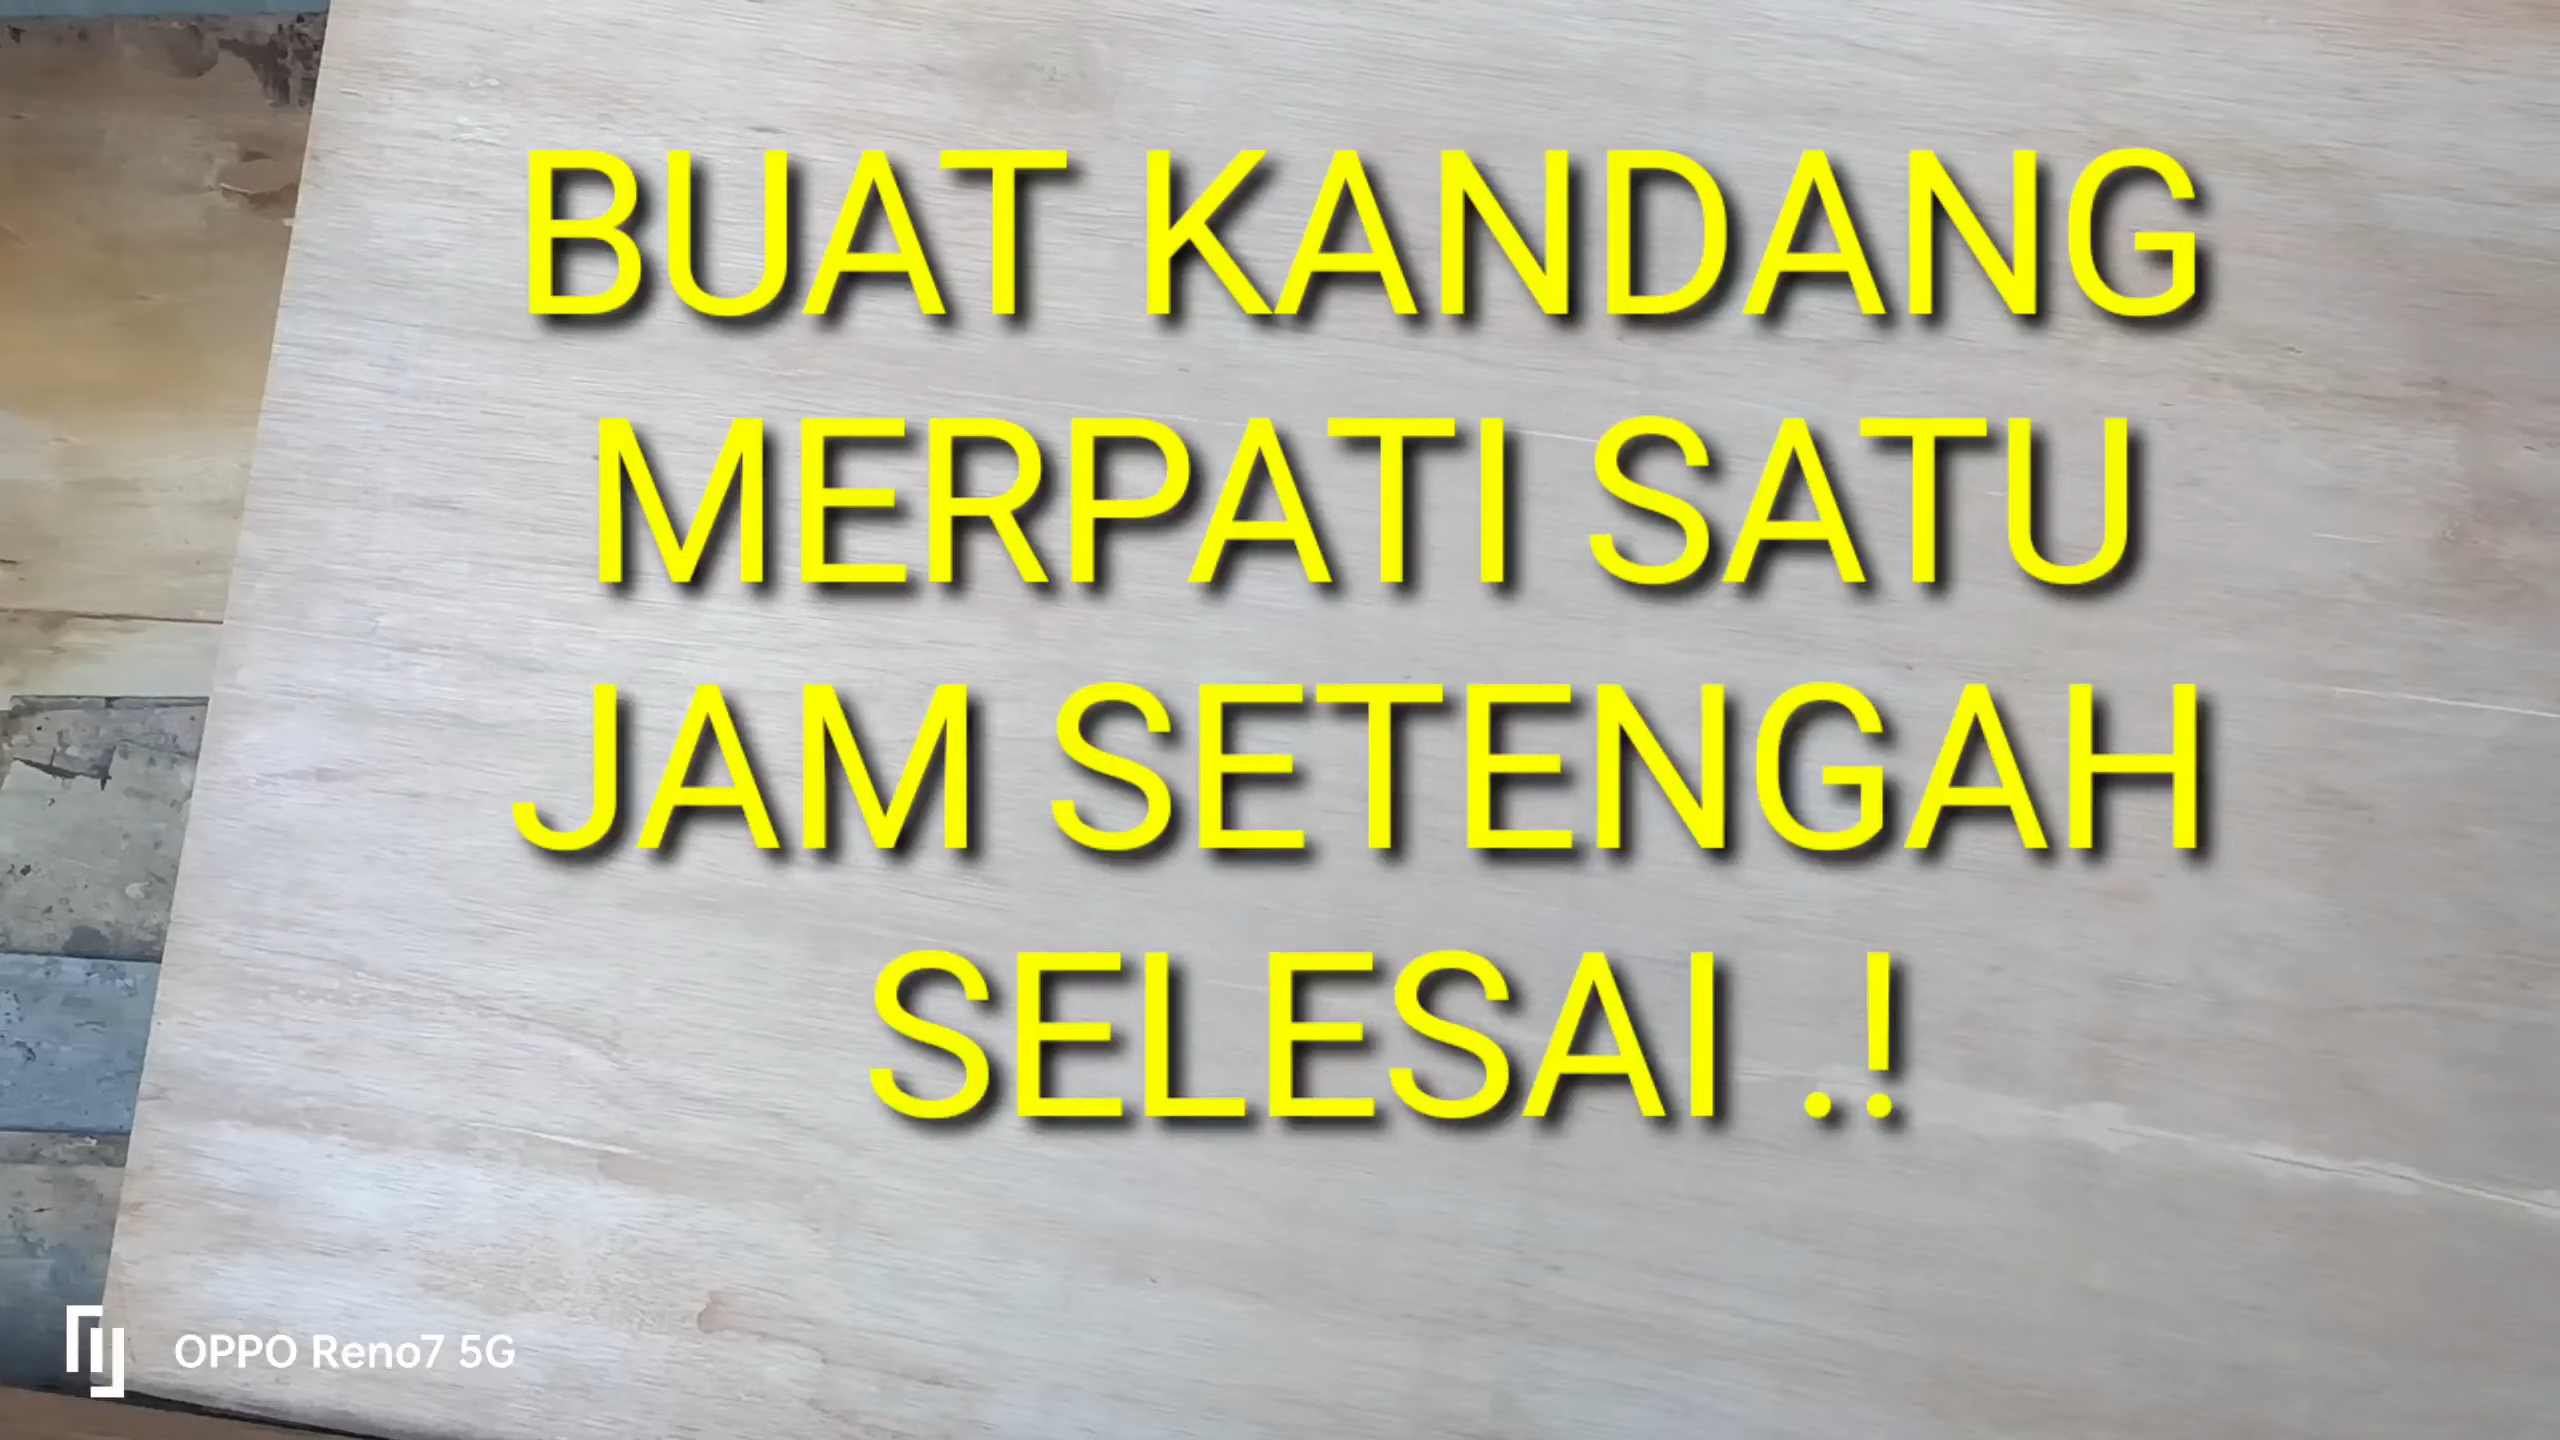 BUAT KANDANG
MERPATI SATU
JAM SETENGAH
SELESAI .!
OPPO Reno7 5G